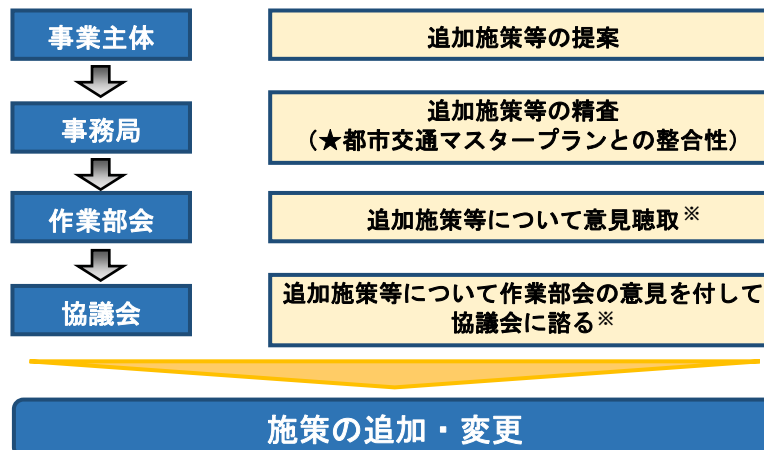 事業主体
追加施策等の提案
事務局
追加施策等の精査
（★都市交通マスタープランとの整合性）
作業部会
追加施策等について意見聴取※
協議会
追加施策等について作業部会の意見を付して
協議会に諮る※
施策の追加・変更